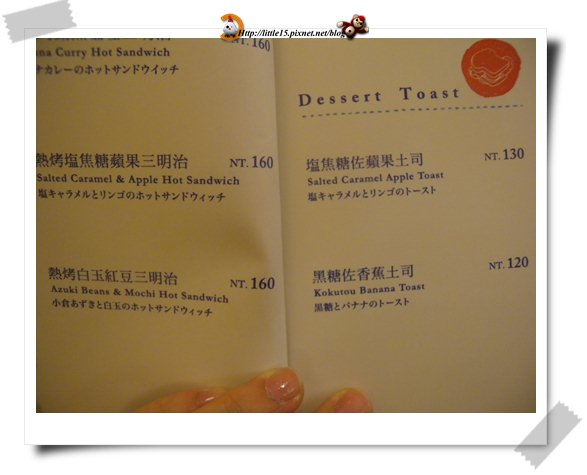 Http://little15.pixnet.net/blog
NT. 160
ana Curry Hot Sandwich
ナカレーのホットサンドウイッチ
熱烤塩焦糖蘋果三明治
NT. 160
Salted Caramel & Apple Hot Sandwich
塩キャラメルとリンゴのホットサンドウィッチ
熱烤白玉紅豆三明治
NT. 160
Azuki Beans & Mochi Hot Sandwich
小倉あずきと白玉のホットサンドウィッチ
Dessert Toast
塩焦糖佐蘋果土司
NT. 130
Salted Caramel Apple Toast
塩キャラメルとリンゴのトースト
黑糖佐香蕉土司
NT. 120
Kokutou Banana Toast
黒糖とバナナのトースト